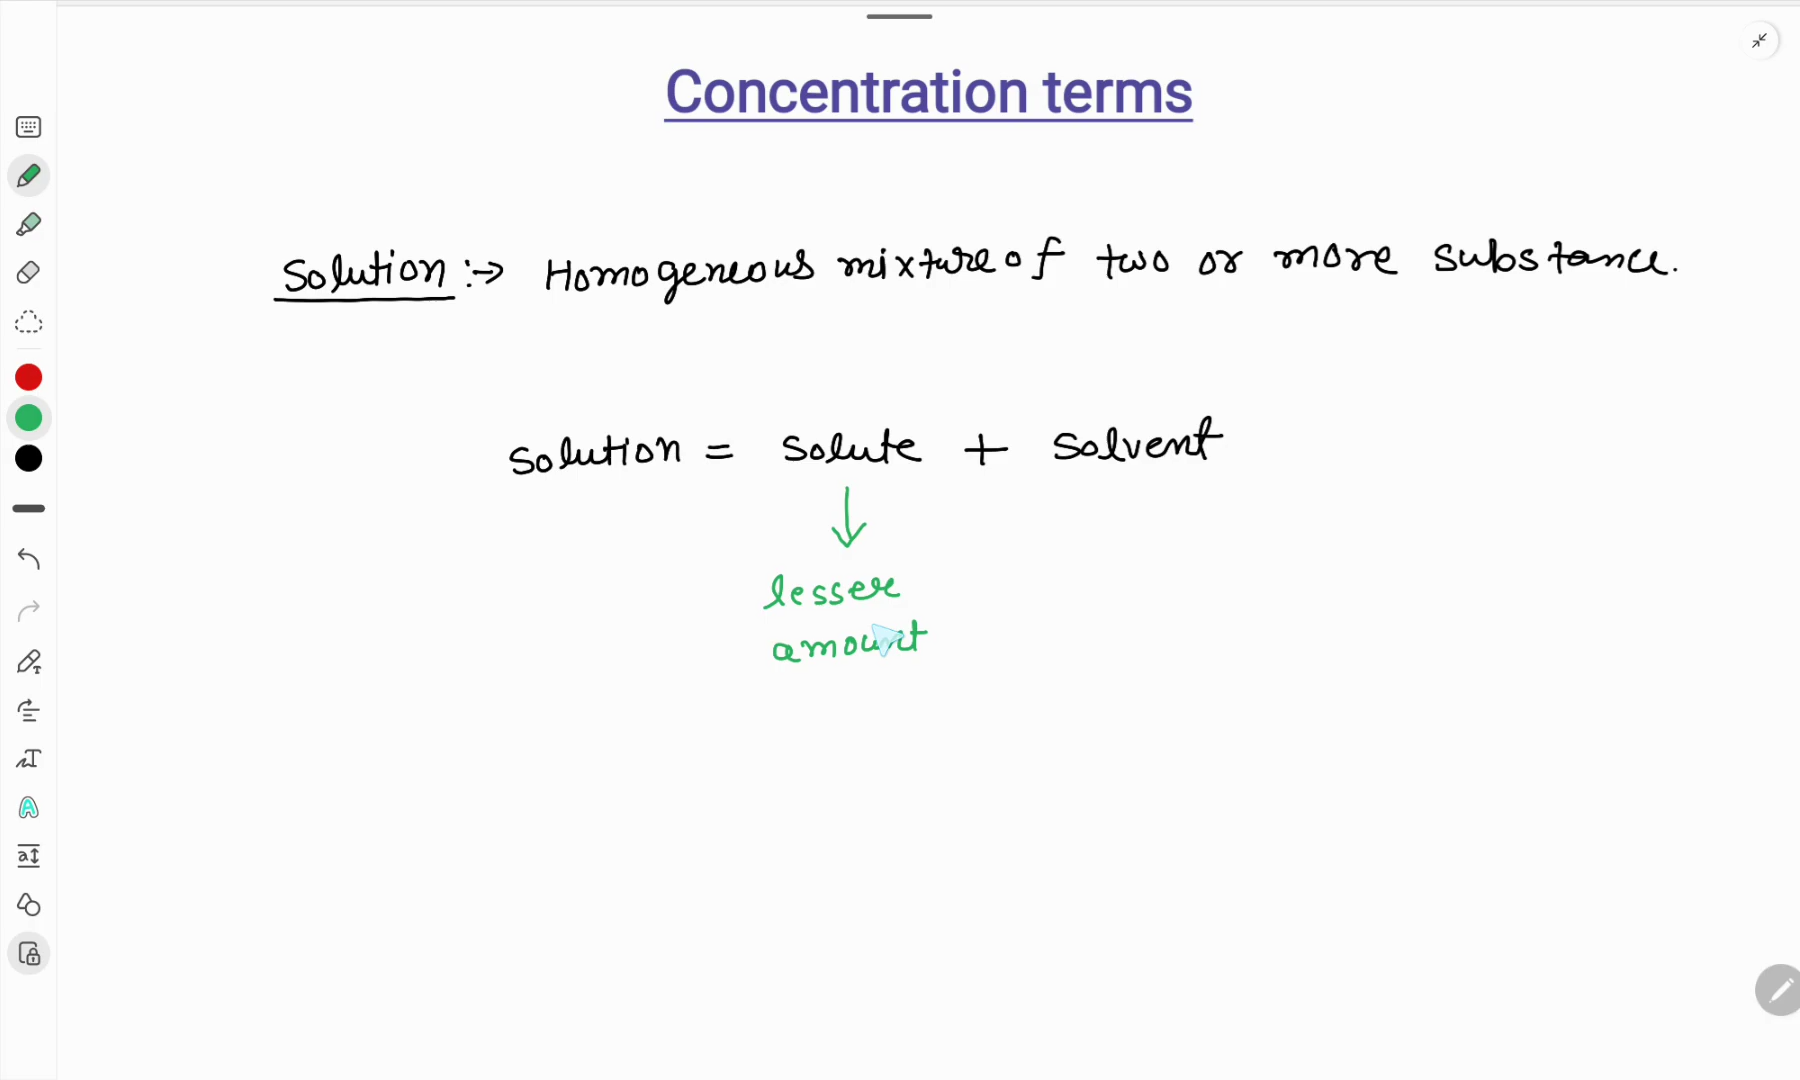 Concentration terms
Solution :→ Homogeneous mixture of two or more substance.
solution = solute + solvent
↓
lesser
amount